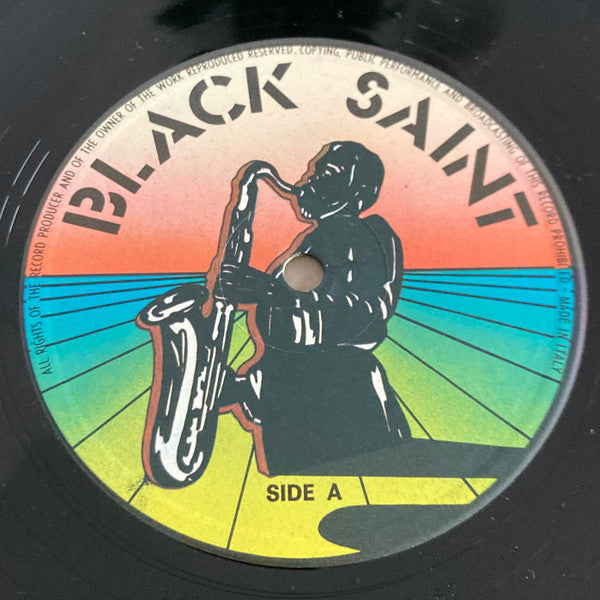 ALL RIGHTS OF THE RECORD PRODUCER AND OF THE OWNER OF THE WORK REPRODUCED RESERVED. COPYING, PUBLIC PERFORMANCE AND BROADCASTING OF THIS RECORD PROHIBITED - MADE IN ITALY
BLACK SAINT
SIDE A